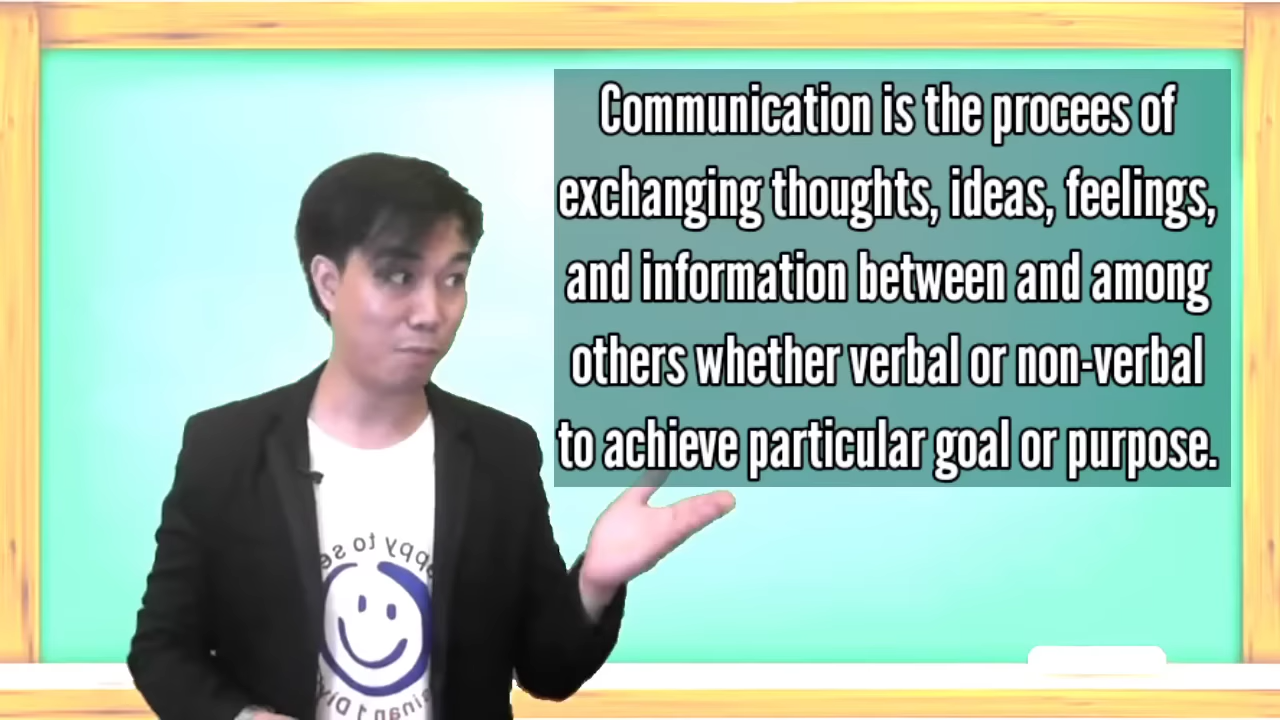 Communication is the procees of
exchanging thoughts, ideas, feelings,
and information between and among
others whether verbal or non-verbal
to achieve particular goal or purpose.
to